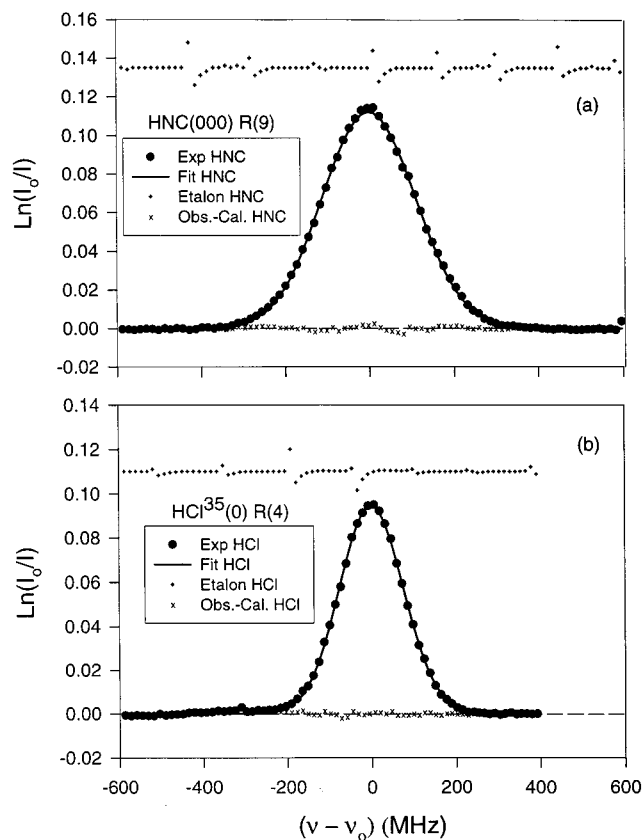 0.16
0.14
0.12
0.10
0.08
0.06
0.04
0.02
0.00
-0.02
Ln(Iₒ/I)
(a)
HNC(000) R(9)
Exp HNC
Fit HNC
Etalon HNC
Obs.-Cal. HNC
0.14
0.12
0.10
0.08
0.06
0.04
0.02
0.00
-0.02
Ln(Iₒ/I)
(b)
HCl³⁵(0) R(4)
Exp HCl
Fit HCl
Etalon HCl
Obs.-Cal. HCl
-600 -400 -200 0 200 400 600
(ν − νₒ) (MHz)